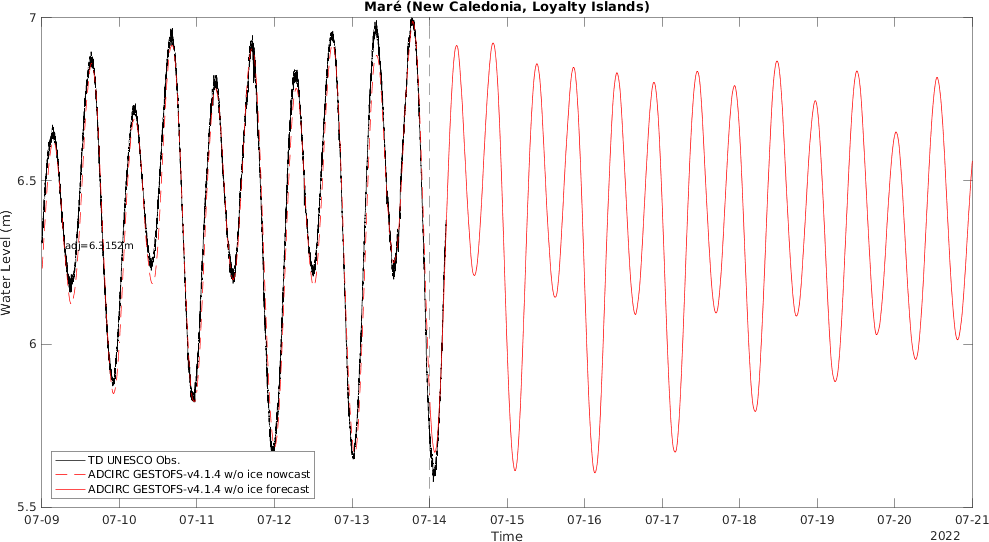 Maré (New Caledonia, Loyalty Islands)
7
6.5
6
5.5
Water Level (m)
adj=6.3152m
TD UNESCO Obs.
ADCIRC GESTOFS-v4.1.4 w/o ice nowcast
ADCIRC GESTOFS-v4.1.4 w/o ice forecast
07-09 07-10 07-11 07-12 07-13 07-14 07-15 07-16 07-17 07-18 07-19 07-20 07-21
Time
2022